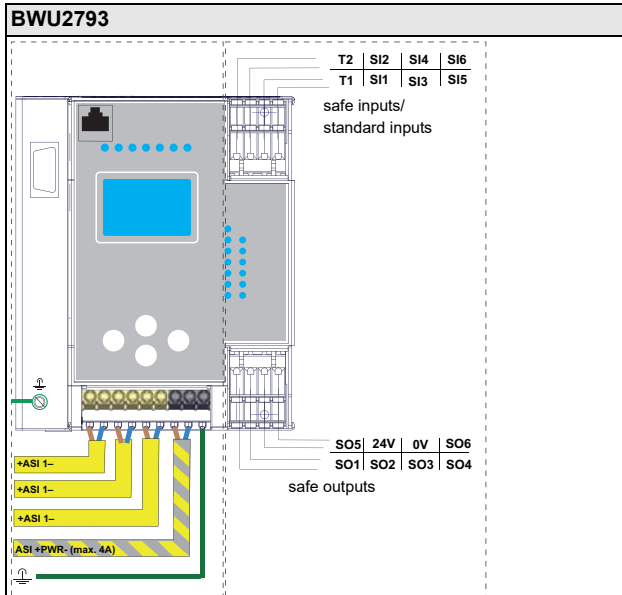 BWU2793
T2 SI2 SI4 SI6
T1 SI1 SI3 SI5
safe inputs/
standard inputs
SO5 24V 0V SO6
SO1 SO2 SO3 SO4
safe outputs
+ASI 1–
+ASI 1–
+ASI 1–
ASI +PWR- (max. 4A)